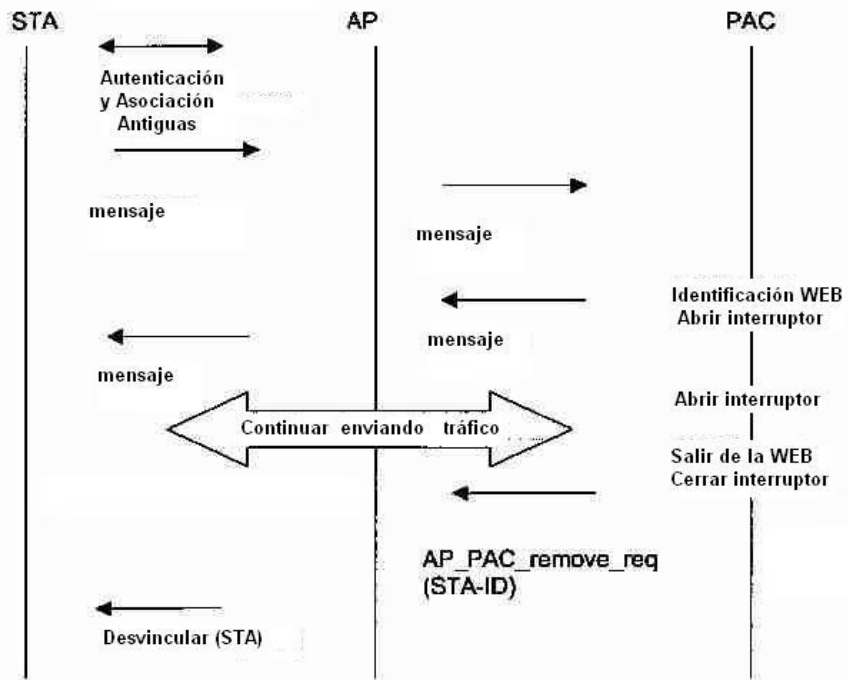 STA
AP
PAC
Autenticación
y Asociación
Antiguas
mensaje
mensaje
Identificación WEB
Abrir interruptor
mensaje
mensaje
Abrir interruptor
Continuar enviando tráfico
Salir de la WEB
Cerrar interruptor
AP_PAC_remove_req
(STA-ID)
Desvincular (STA)